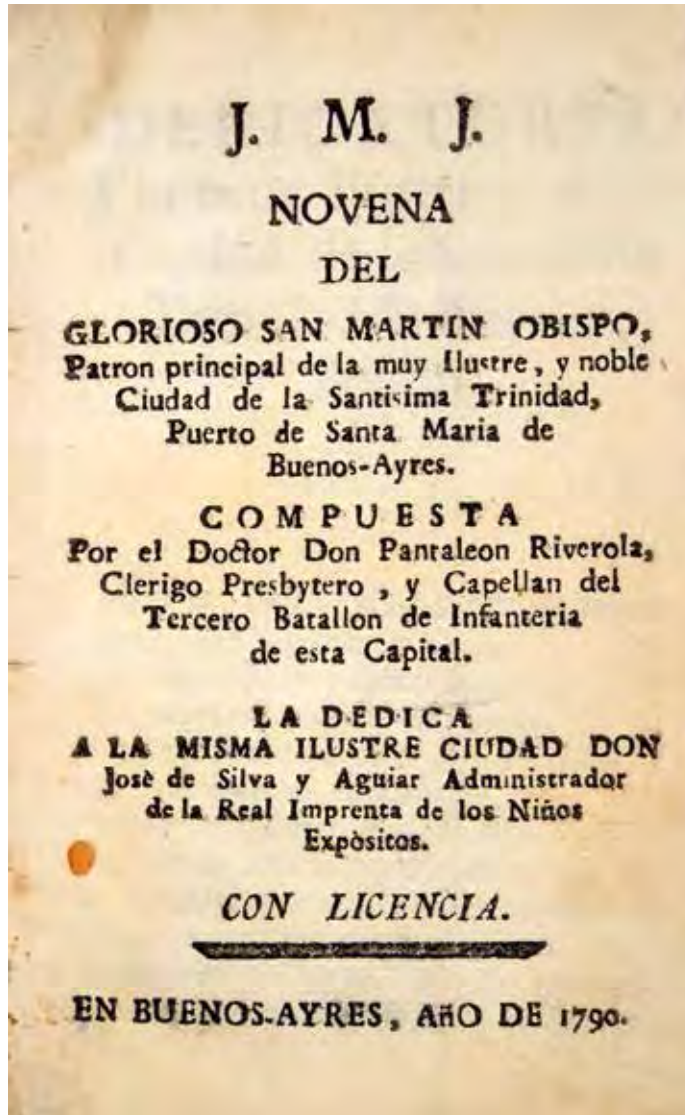 J. M. J.
NOVENA
DEL
GLORIOSO SAN MARTIN OBISPO,
Patron principal de la muy Ilustre, y noble
Ciudad de la Santisima Trinidad,
Puerto de Santa Maria de
Buenos-Ayres.
COMPUESTA
Por el Doctor Don Pantaleon Riverola,
Clerigo Presbytero, y Capellan del
Tercero Batallon de Infanteria
de esta Capital.
LA DEDICA
A LA MISMA ILUSTRE CIUDAD DON
Josè de Silva y Aguiar Administrador
de la Real Imprenta de los Niños
Expòsitos.
CON LICENCIA.
EN BUENOS-AYRES, AñO DE 1790.